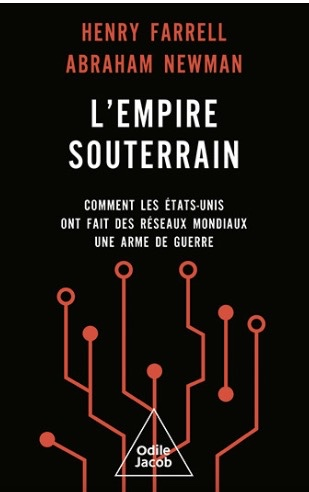 HENRY FARRELL
ABRAHAM NEWMAN
L'EMPIRE
SOUTERRAIN
COMMENT LES ÉTATS-UNIS
ONT FAIT DES RÉSEAUX MONDIAUX
UNE ARME DE GUERRE
Odile
Jacob